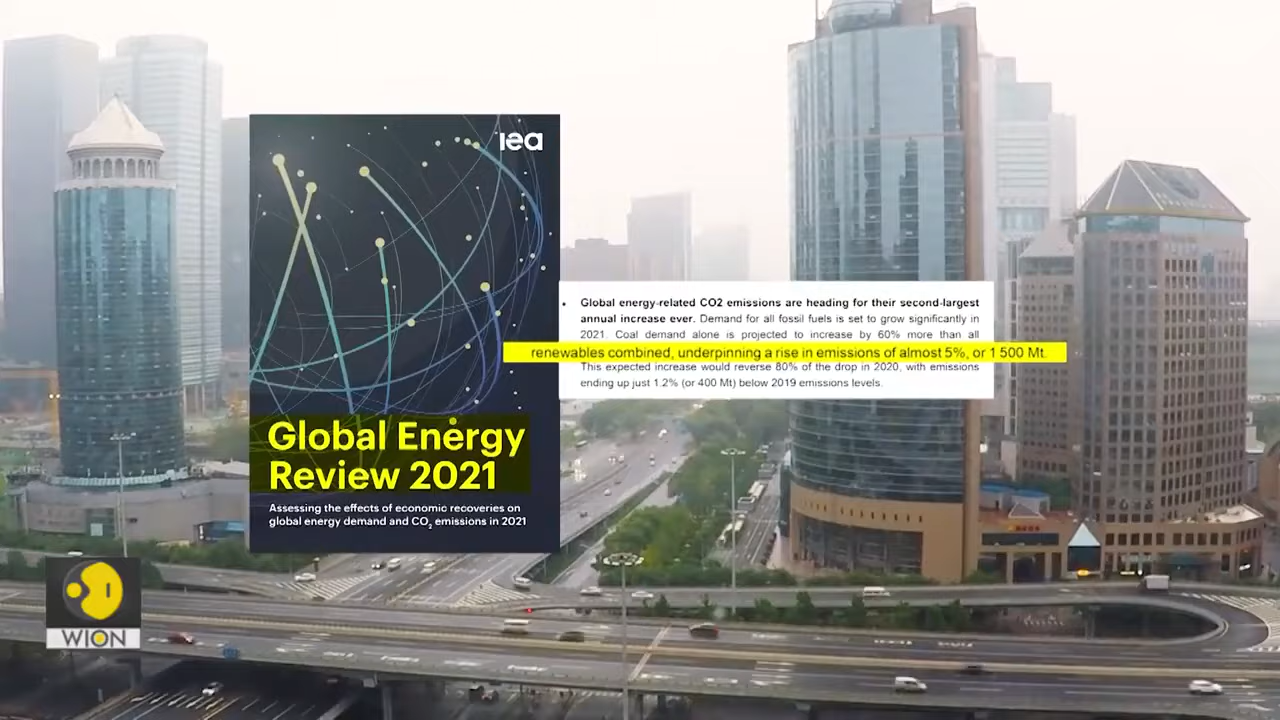 iea
Global Energy
Review 2021
Assessing the effects of economic recoveries on
global energy demand and CO₂ emissions in 2021
• Global energy-related CO2 emissions are heading for their second-largest
annual increase ever. Demand for all fossil fuels is set to grow significantly in
2021. Coal demand alone is projected to increase by 60% more than all
renewables combined, underpinning a rise in emissions of almost 5%, or 1 500 Mt.
This expected increase would reverse 80% of the drop in 2020, with emissions
ending up just 1.2% (or 400 Mt) below 2019 emissions levels.
WION